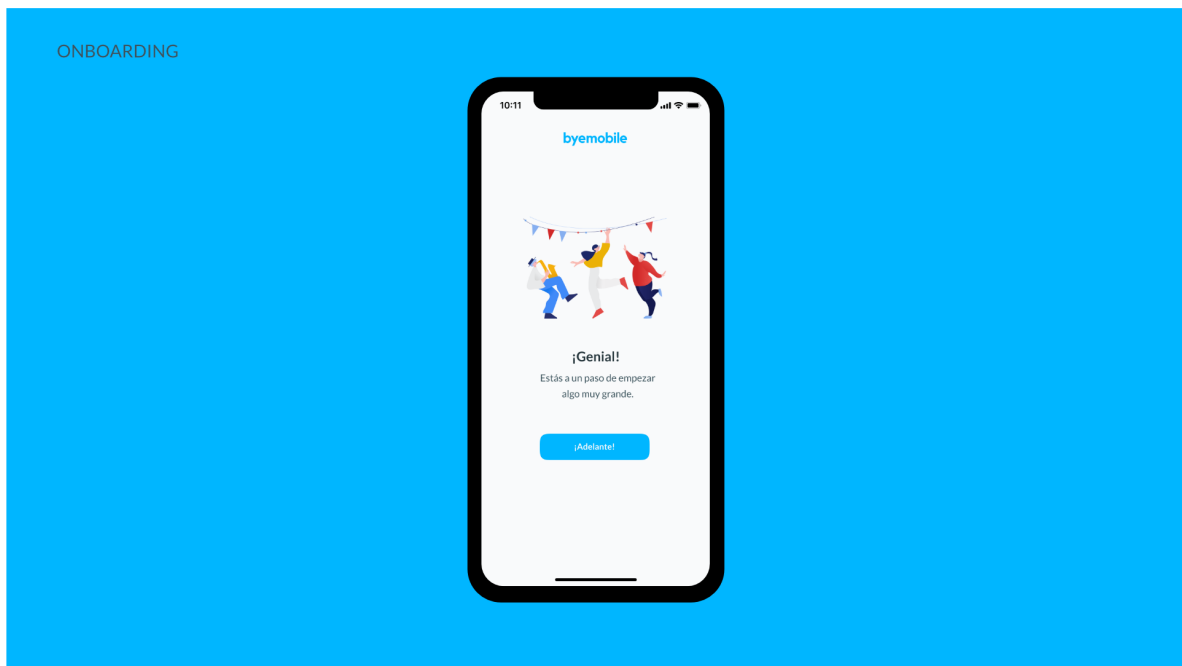 ONBOARDING
10:11
byemobile
¡Genial!
Estás a un paso de empezar
algo muy grande.
¡Adelante!